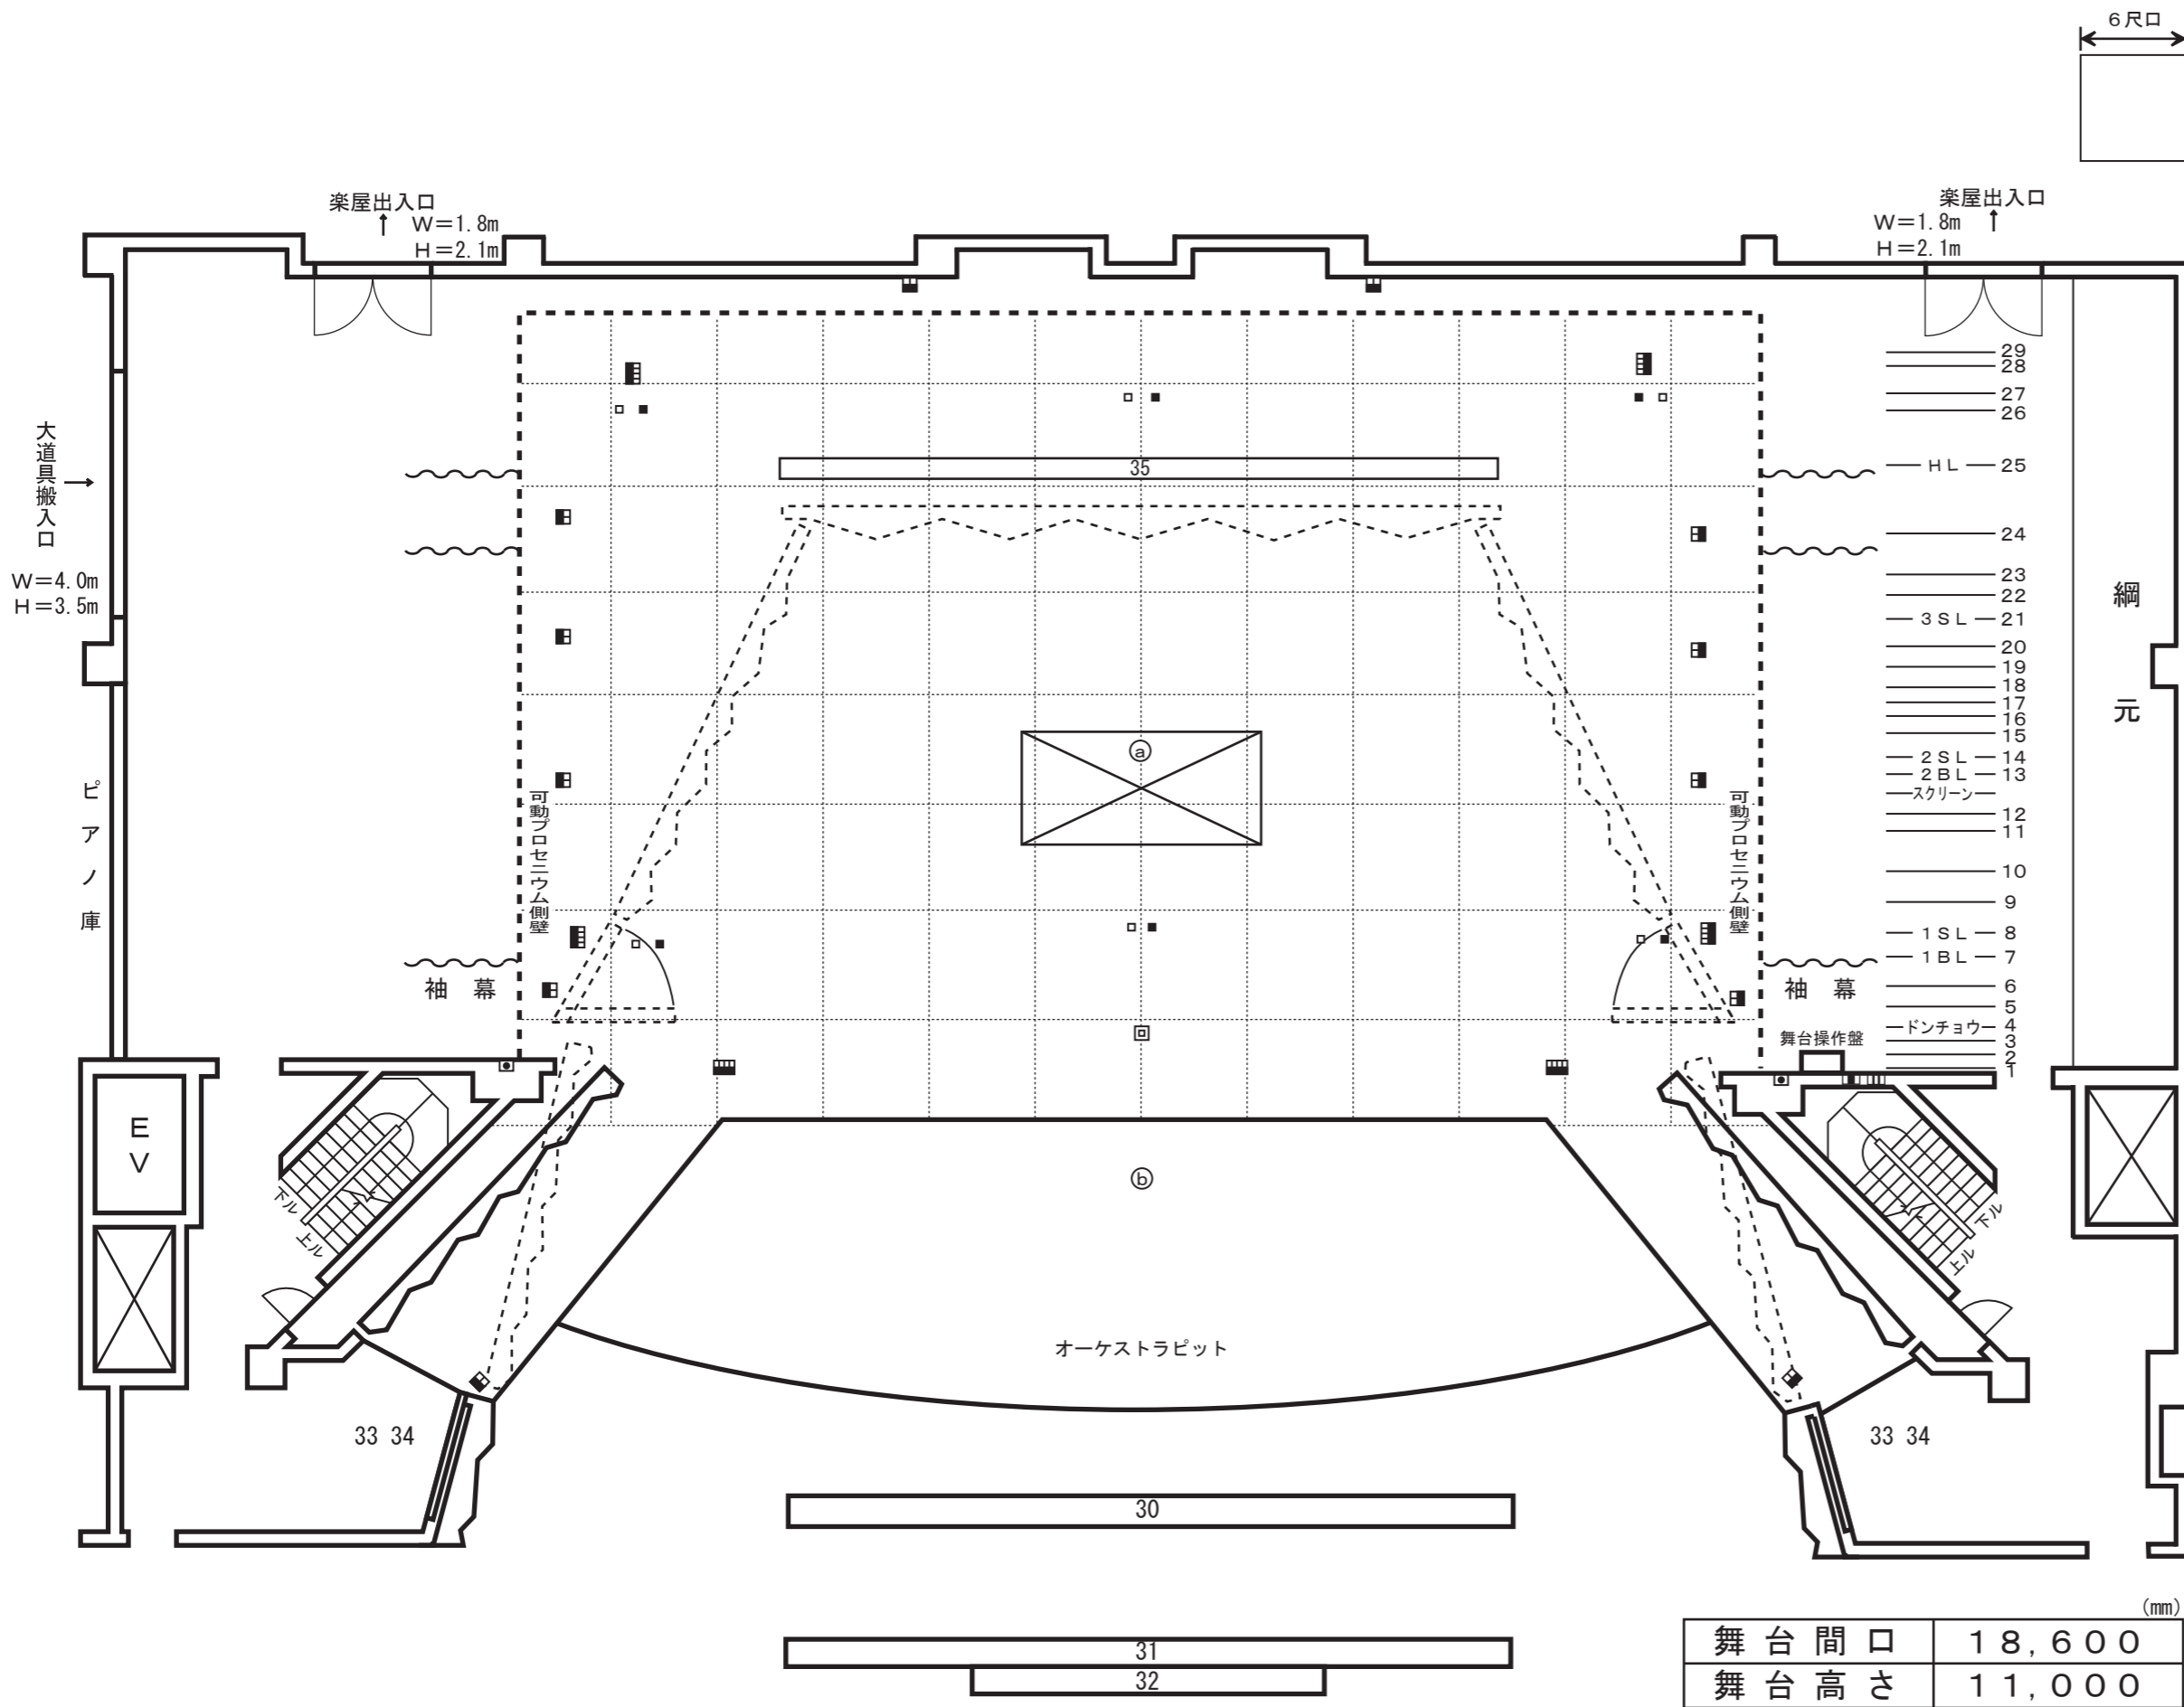 6尺口
楽屋出入口
W=1.8m
H=2.1m
楽屋出入口
W=1.8m
H=2.1m
大道具搬入口
W=4.0m
H=3.5m
ピアノ庫
35
ⓐ
可動プロセニウム側壁
可動プロセニウム側壁
29
28
27
26
HL 25
24
23
22
3SL 21
20
19
18
17
16
15
2SL 14
2BL 13
スクリーン
12
11
10
9
1SL 8
1BL 7
6
5
ドンチョウ 4
3
2
1
綱元
袖幕
袖幕
舞台操作盤
EV
下ル
上ル
下ル
上ル
ⓑ
オーケストラピット
33 34
33 34
30
31
32
(mm)
舞台間口 18,600
舞台高さ 11,000